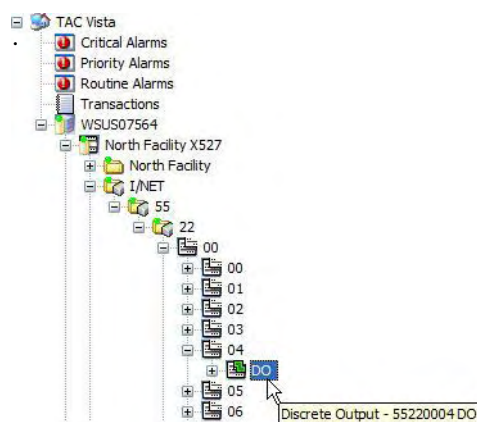 TAC Vista
Critical Alarms
Priority Alarms
Routine Alarms
Transactions
WSUS07564
North Facility X527
North Facility
I/NET
55
22
00
00
01
02
03
04
DO
05
06
Discrete Output - 55220004 DO